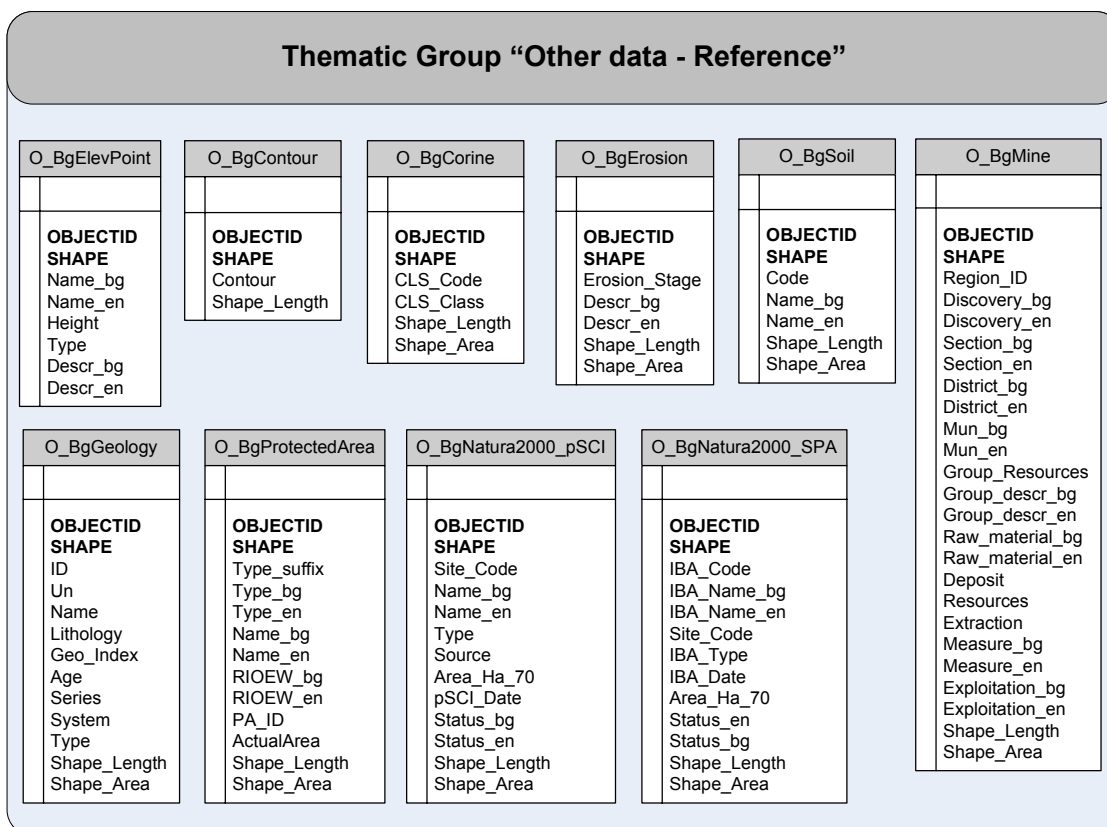 Thematic Group “Other data - Reference”
O_BgElevPoint
OBJECTID
SHAPE
Name_bg
Name_en
Height
Type
Descr_bg
Descr_en
O_BgContour
OBJECTID
SHAPE
Contour
Shape_Length
O_BgCorine
OBJECTID
SHAPE
CLS_Code
CLS_Class
Shape_Length
Shape_Area
O_BgErosion
OBJECTID
SHAPE
Erosion_Stage
Descr_bg
Descr_en
Shape_Length
Shape_Area
O_BgSoil
OBJECTID
SHAPE
Code
Name_bg
Name_en
Shape_Length
Shape_Area
O_BgMine
OBJECTID
SHAPE
Region_ID
Discovery_bg
Discovery_en
Section_bg
Section_en
District_bg
District_en
Mun_bg
Mun_en
Group_Resources
Group_descr_bg
Group_descr_en
Raw_material_bg
Raw_material_en
Deposit
Resources
Extraction
Measure_bg
Measure_en
Exploitation_bg
Exploitation_en
Shape_Length
Shape_Area
O_BgGeology
OBJECTID
SHAPE
ID
Un
Name
Lithology
Geo_Index
Age
Series
System
Type
Shape_Length
Shape_Area
O_BgProtectedArea
OBJECTID
SHAPE
Type_suffix
Type_bg
Type_en
Name_bg
Name_en
RIOEW_bg
RIOEW_en
PA_ID
ActualArea
Shape_Length
Shape_Area
O_BgNatura2000_pSCI
OBJECTID
SHAPE
Site_Code
Name_bg
Name_en
Type
Source
Area_Ha_70
pSCI_Date
Status_bg
Status_en
Shape_Length
Shape_Area
O_BgNatura2000_SPA
OBJECTID
SHAPE
IBA_Code
IBA_Name_bg
IBA_Name_en
Site_Code
IBA_Type
IBA_Date
Area_Ha_70
Status_en
Status_bg
Shape_Length
Shape_Area